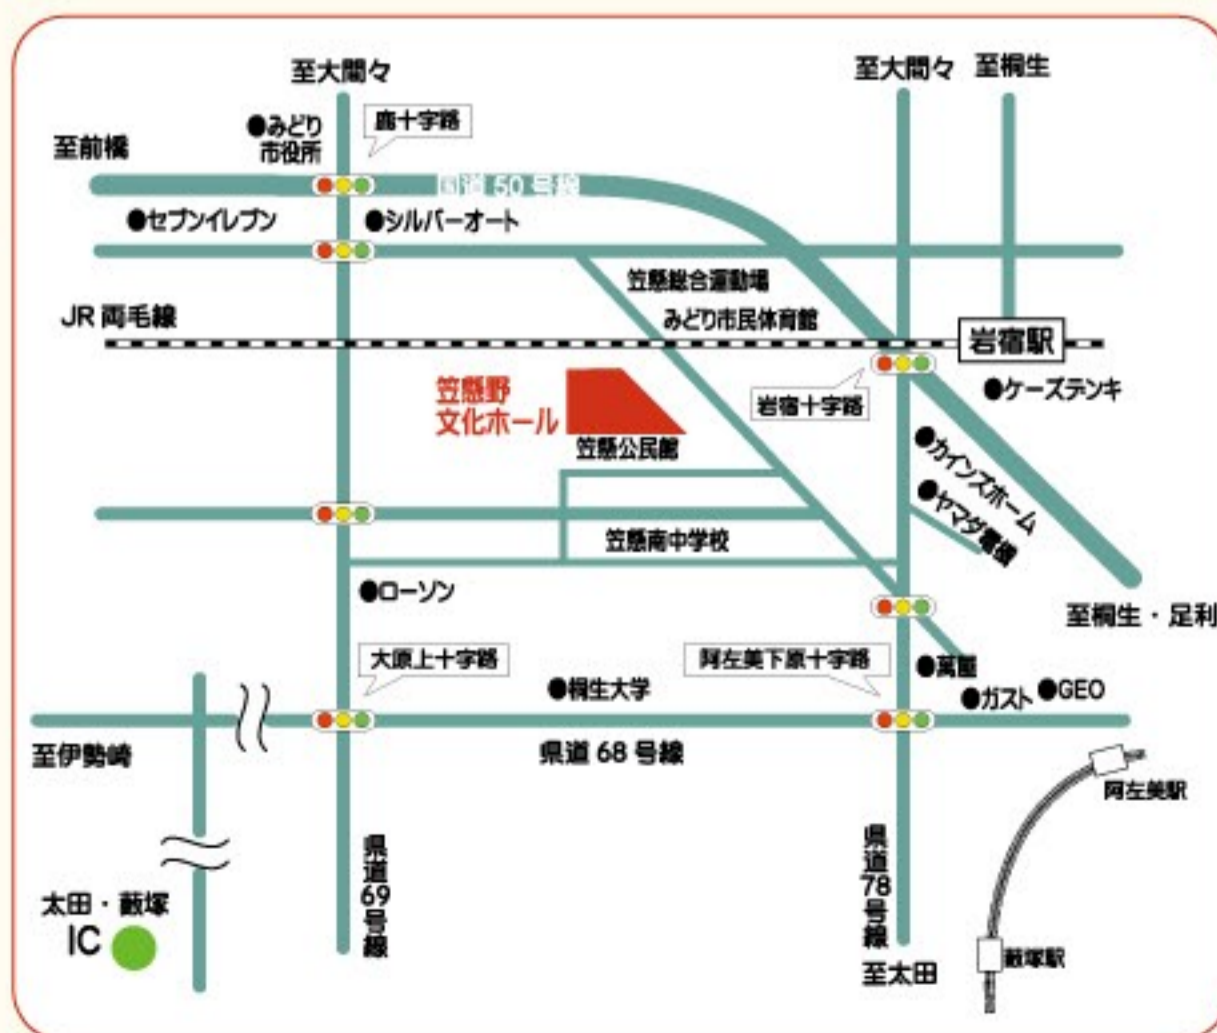 至大間々
至大間々
至桐生
●みどり
市役所
鹿十字路
至前橋
国道 50 号線
●セブンイレブン
●シルバーオート
笠懸総合運動場
みどり市民体育館
JR 両毛線
岩宿駅
●ケーズデンキ
笠懸野
文化ホール
岩宿十字路
笠懸公民館
●カインズホーム
●ヤマダ電機
笠懸南中学校
●ローソン
至桐生・足利
大原上十字路
阿左美下原十字路
●桐生大学
●萬屋
●ガスト
●GEO
至伊勢崎
県道 68 号線
阿左美駅
県道69号線
県道78号線
太田・藪塚
IC
藪塚駅
至太田